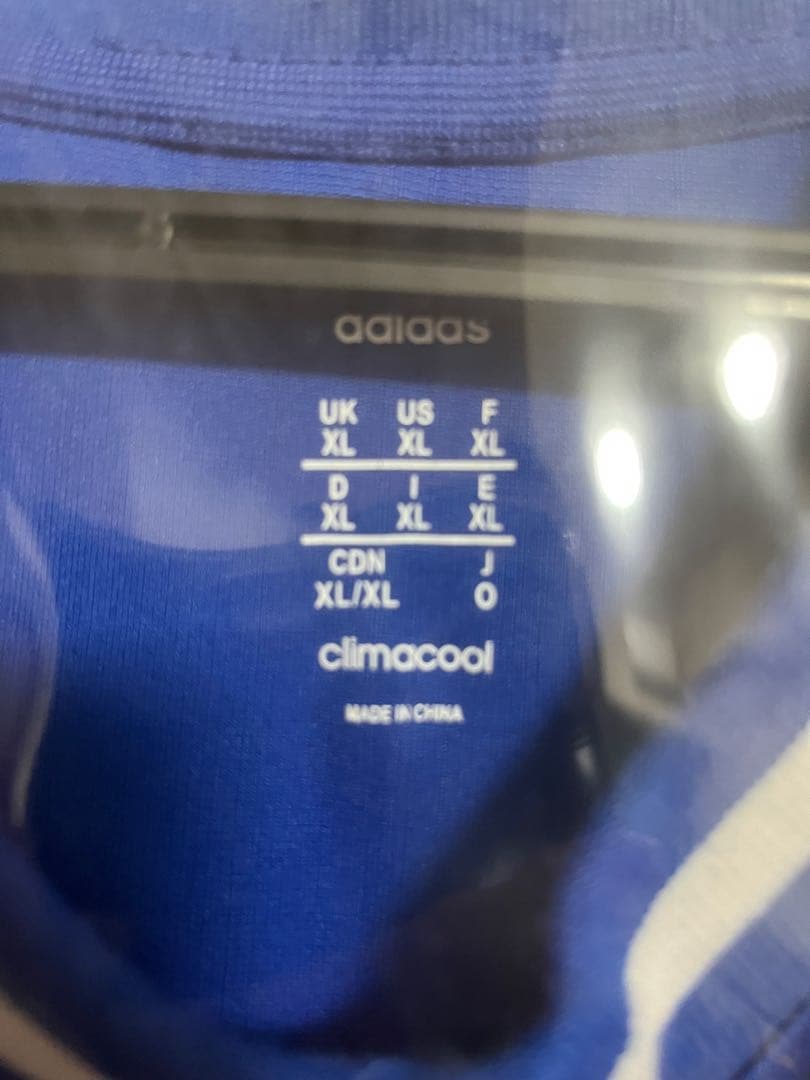 adidas
UK US F
XL XL XL
D I E
XL XL XL
CDN J
XL/XL O
climacool
MADE IN CHINA